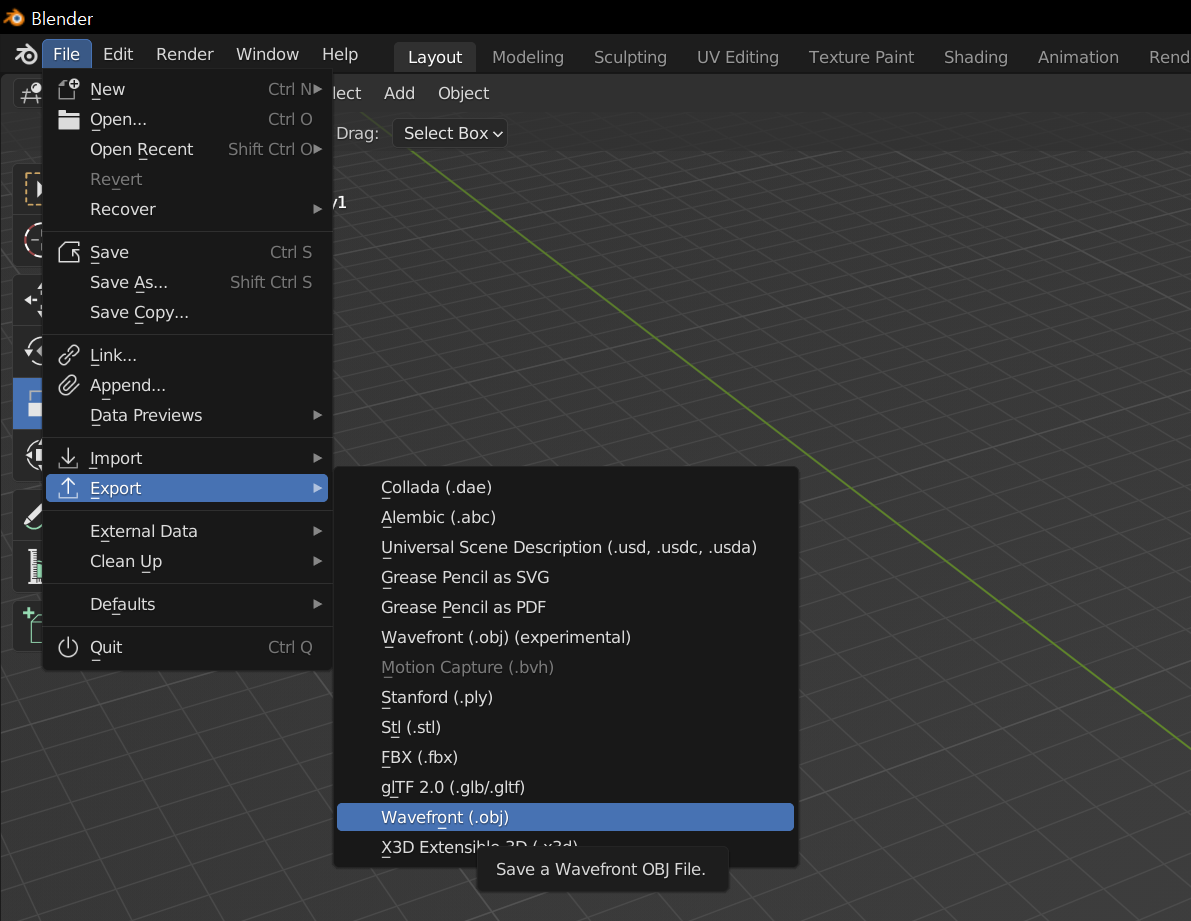 Blender
File Edit Render Window Help Layout Modeling Sculpting UV Editing Texture Paint Shading Animation Rend
lect Add Object
Drag: Select Box
New Ctrl N
Open... Ctrl O
Open Recent Shift Ctrl O
Revert
Recover
Save Ctrl S
Save As... Shift Ctrl S
Save Copy...
Link...
Append...
Data Previews
Import
Export
External Data
Clean Up
Defaults
Quit Ctrl Q
Collada (.dae)
Alembic (.abc)
Universal Scene Description (.usd, .usdc, .usda)
Grease Pencil as SVG
Grease Pencil as PDF
Wavefront (.obj) (experimental)
Motion Capture (.bvh)
Stanford (.ply)
Stl (.stl)
FBX (.fbx)
glTF 2.0 (.glb/.gltf)
Wavefront (.obj)
X3D Extensible 3D (.x3d)
Save a Wavefront OBJ File.